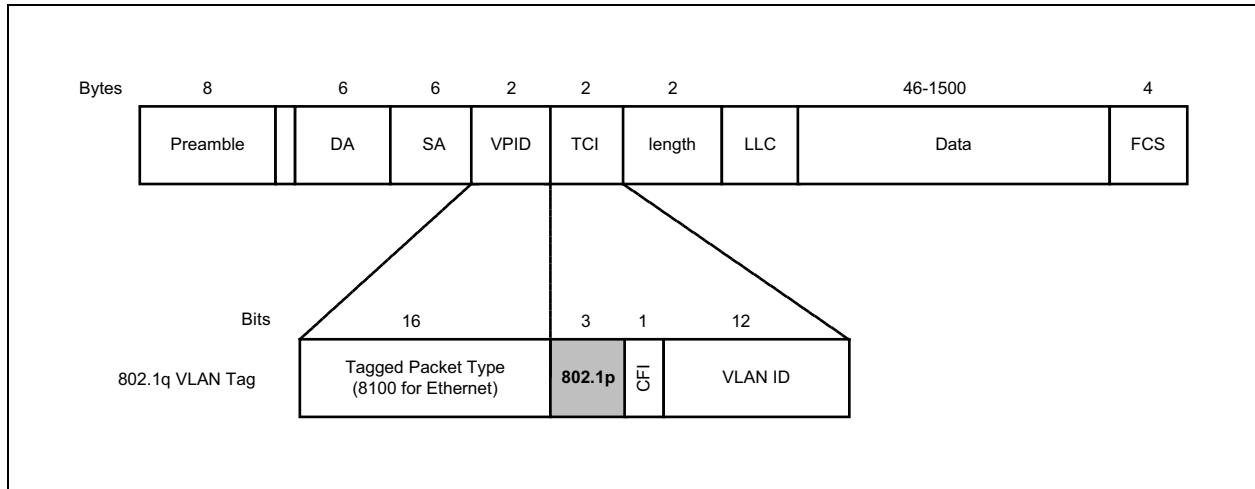 Bytes 8 6 6 2 2 2 46-1500 4
Preamble DA SA VPID TCI length LLC Data FCS
Bits 16 3 1 12
802.1q VLAN Tag
Tagged Packet Type
(8100 for Ethernet)
802.1p
CFI
VLAN ID